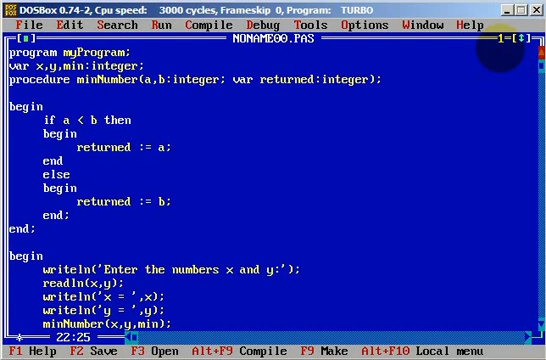 DOSBox 0.74-2, Cpu speed: 3000 cycles, Frameskip 0, Program: TURBO
File Edit Search Run Compile Debug Tools Options Window Help
NONAME00.PAS 1=[↕]
program myProgram;
var x,y,min:integer;
procedure minNumber(a,b:integer; var returned:integer);
begin
if a < b then
begin
returned := a;
end
else
begin
returned := b;
end;
end;
begin
writeln('Enter the numbers x and y:');
readln(x,y);
writeln('x = ',x);
writeln('y = ',y);
minNumber(x,y,min);
22:25
F1 Help F2 Save F3 Open Alt+F9 Compile F9 Make Alt+F10 Local menu